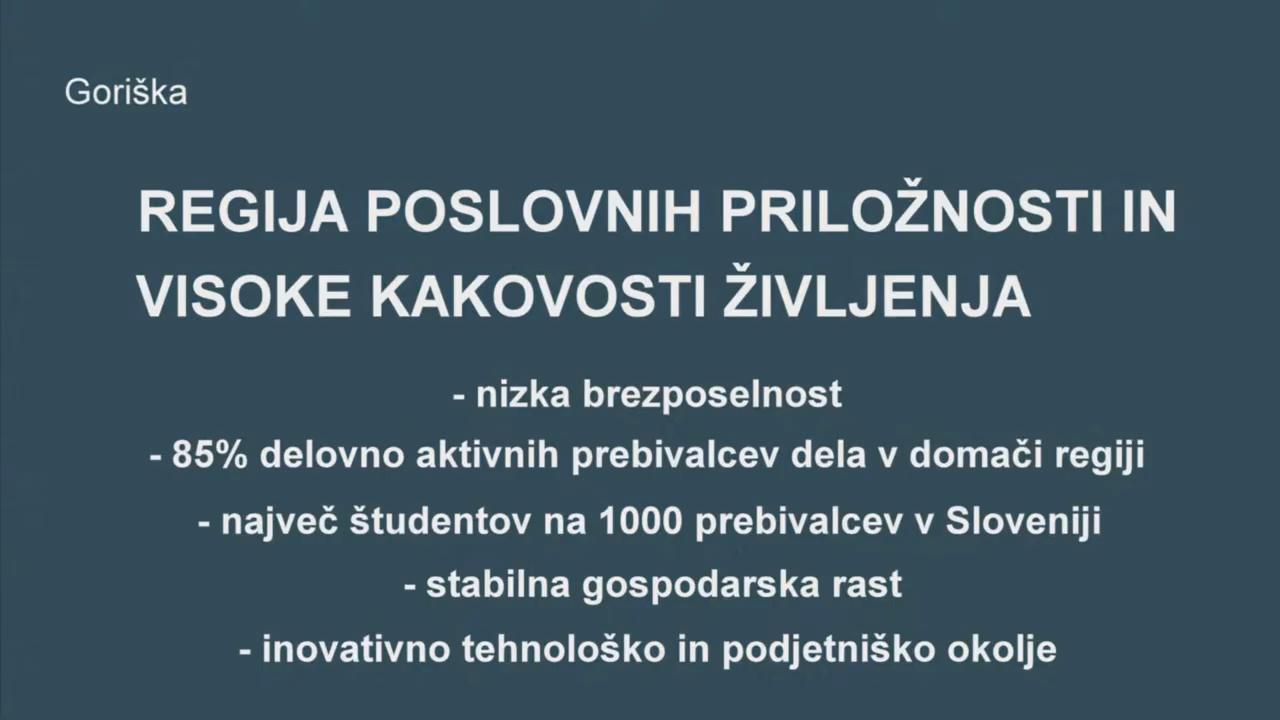 Goriška
REGIJA POSLOVNIH PRILOŽNOSTI IN
VISOKE KAKOVOSTI ŽIVLJENJA
- nizka brezposelnost
- 85% delovno aktivnih prebivalcev dela v domači regiji
- največ študentov na 1000 prebivalcev v Sloveniji
- stabilna gospodarska rast
- inovativno tehnološko in podjetniško okolje